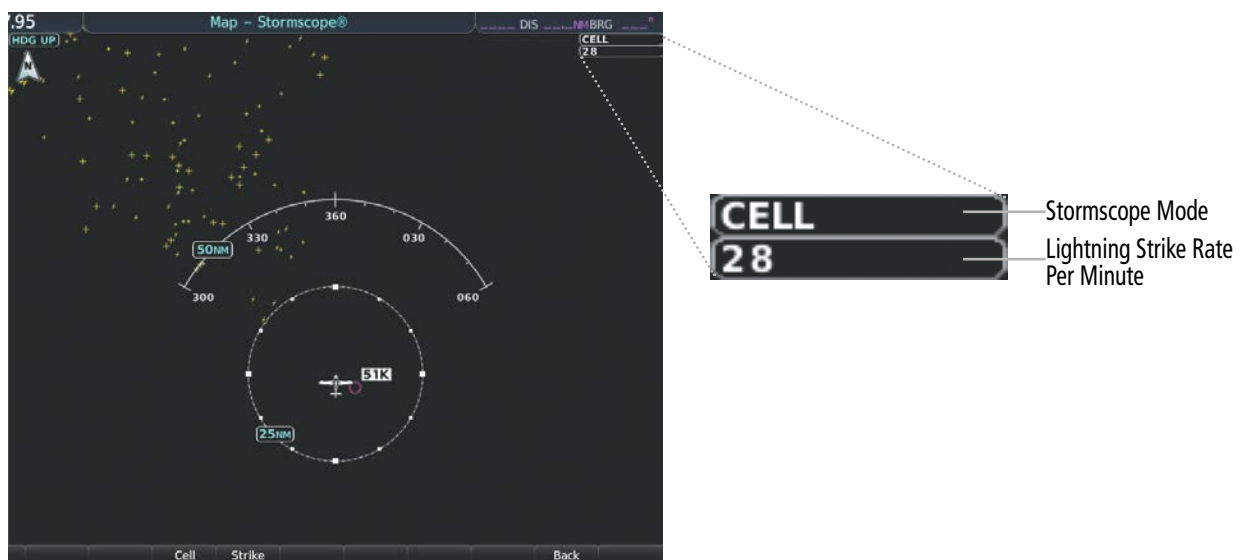 .95
Map – Stormscope®
DIS
NM
BRG
°
HDG UP
CELL
28
N
360
330
030
50NM
300
060
51K
25NM
Cell
Strike
Back
CELL
28
Stormscope Mode
Lightning Strike Rate
Per Minute